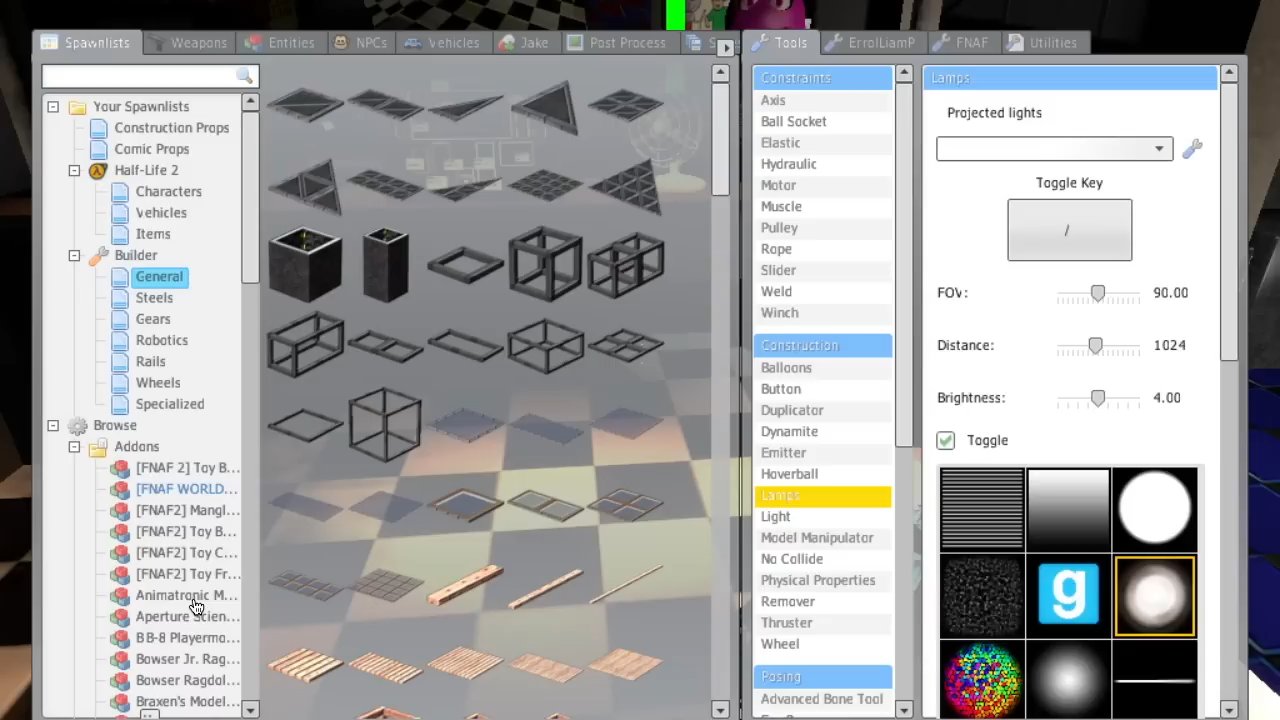 Spawnlists
Weapons
Entities
NPCs
Vehicles
Jake
Post Process
Tools
ErrolLiamP
FNAF
Utilities
Your Spawnlists
Construction Props
Comic Props
Half-Life 2
Characters
Vehicles
Items
Builder
General
Steels
Gears
Robotics
Rails
Wheels
Specialized
Browse
Addons
[FNAF 2] Toy B...
[FNAF WORLD...
[FNAF2] Mangl...
[FNAF2] Toy B...
[FNAF2] Toy C...
[FNAF2] Toy Fr...
Animatronic M...
Aperture Scien...
BB-8 Playermo...
Bowser Jr. Rag...
Bowser Ragdol...
Braxen's Model...
Constraints
Axis
Ball Socket
Elastic
Hydraulic
Motor
Muscle
Pulley
Rope
Slider
Weld
Winch
Construction
Balloons
Button
Duplicator
Dynamite
Emitter
Hoverball
Lamps
Light
Model Manipulator
No Collide
Physical Properties
Remover
Thruster
Wheel
Posing
Advanced Bone Tool
Lamps
Projected lights
Toggle Key
/
FOV: 90.00
Distance: 1024
Brightness: 4.00
Toggle
g